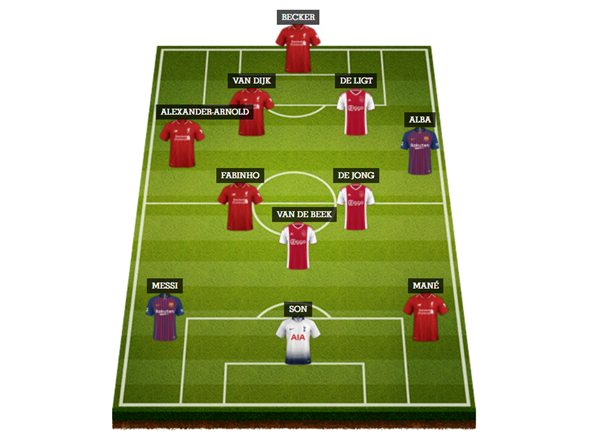 BECKER
VAN DIJK
DE LIGT
ALEXANDER-ARNOLD
ALBA
FABINHO
DE JONG
VAN DE BEEK
MESSI
MANÉ
SON
AIA